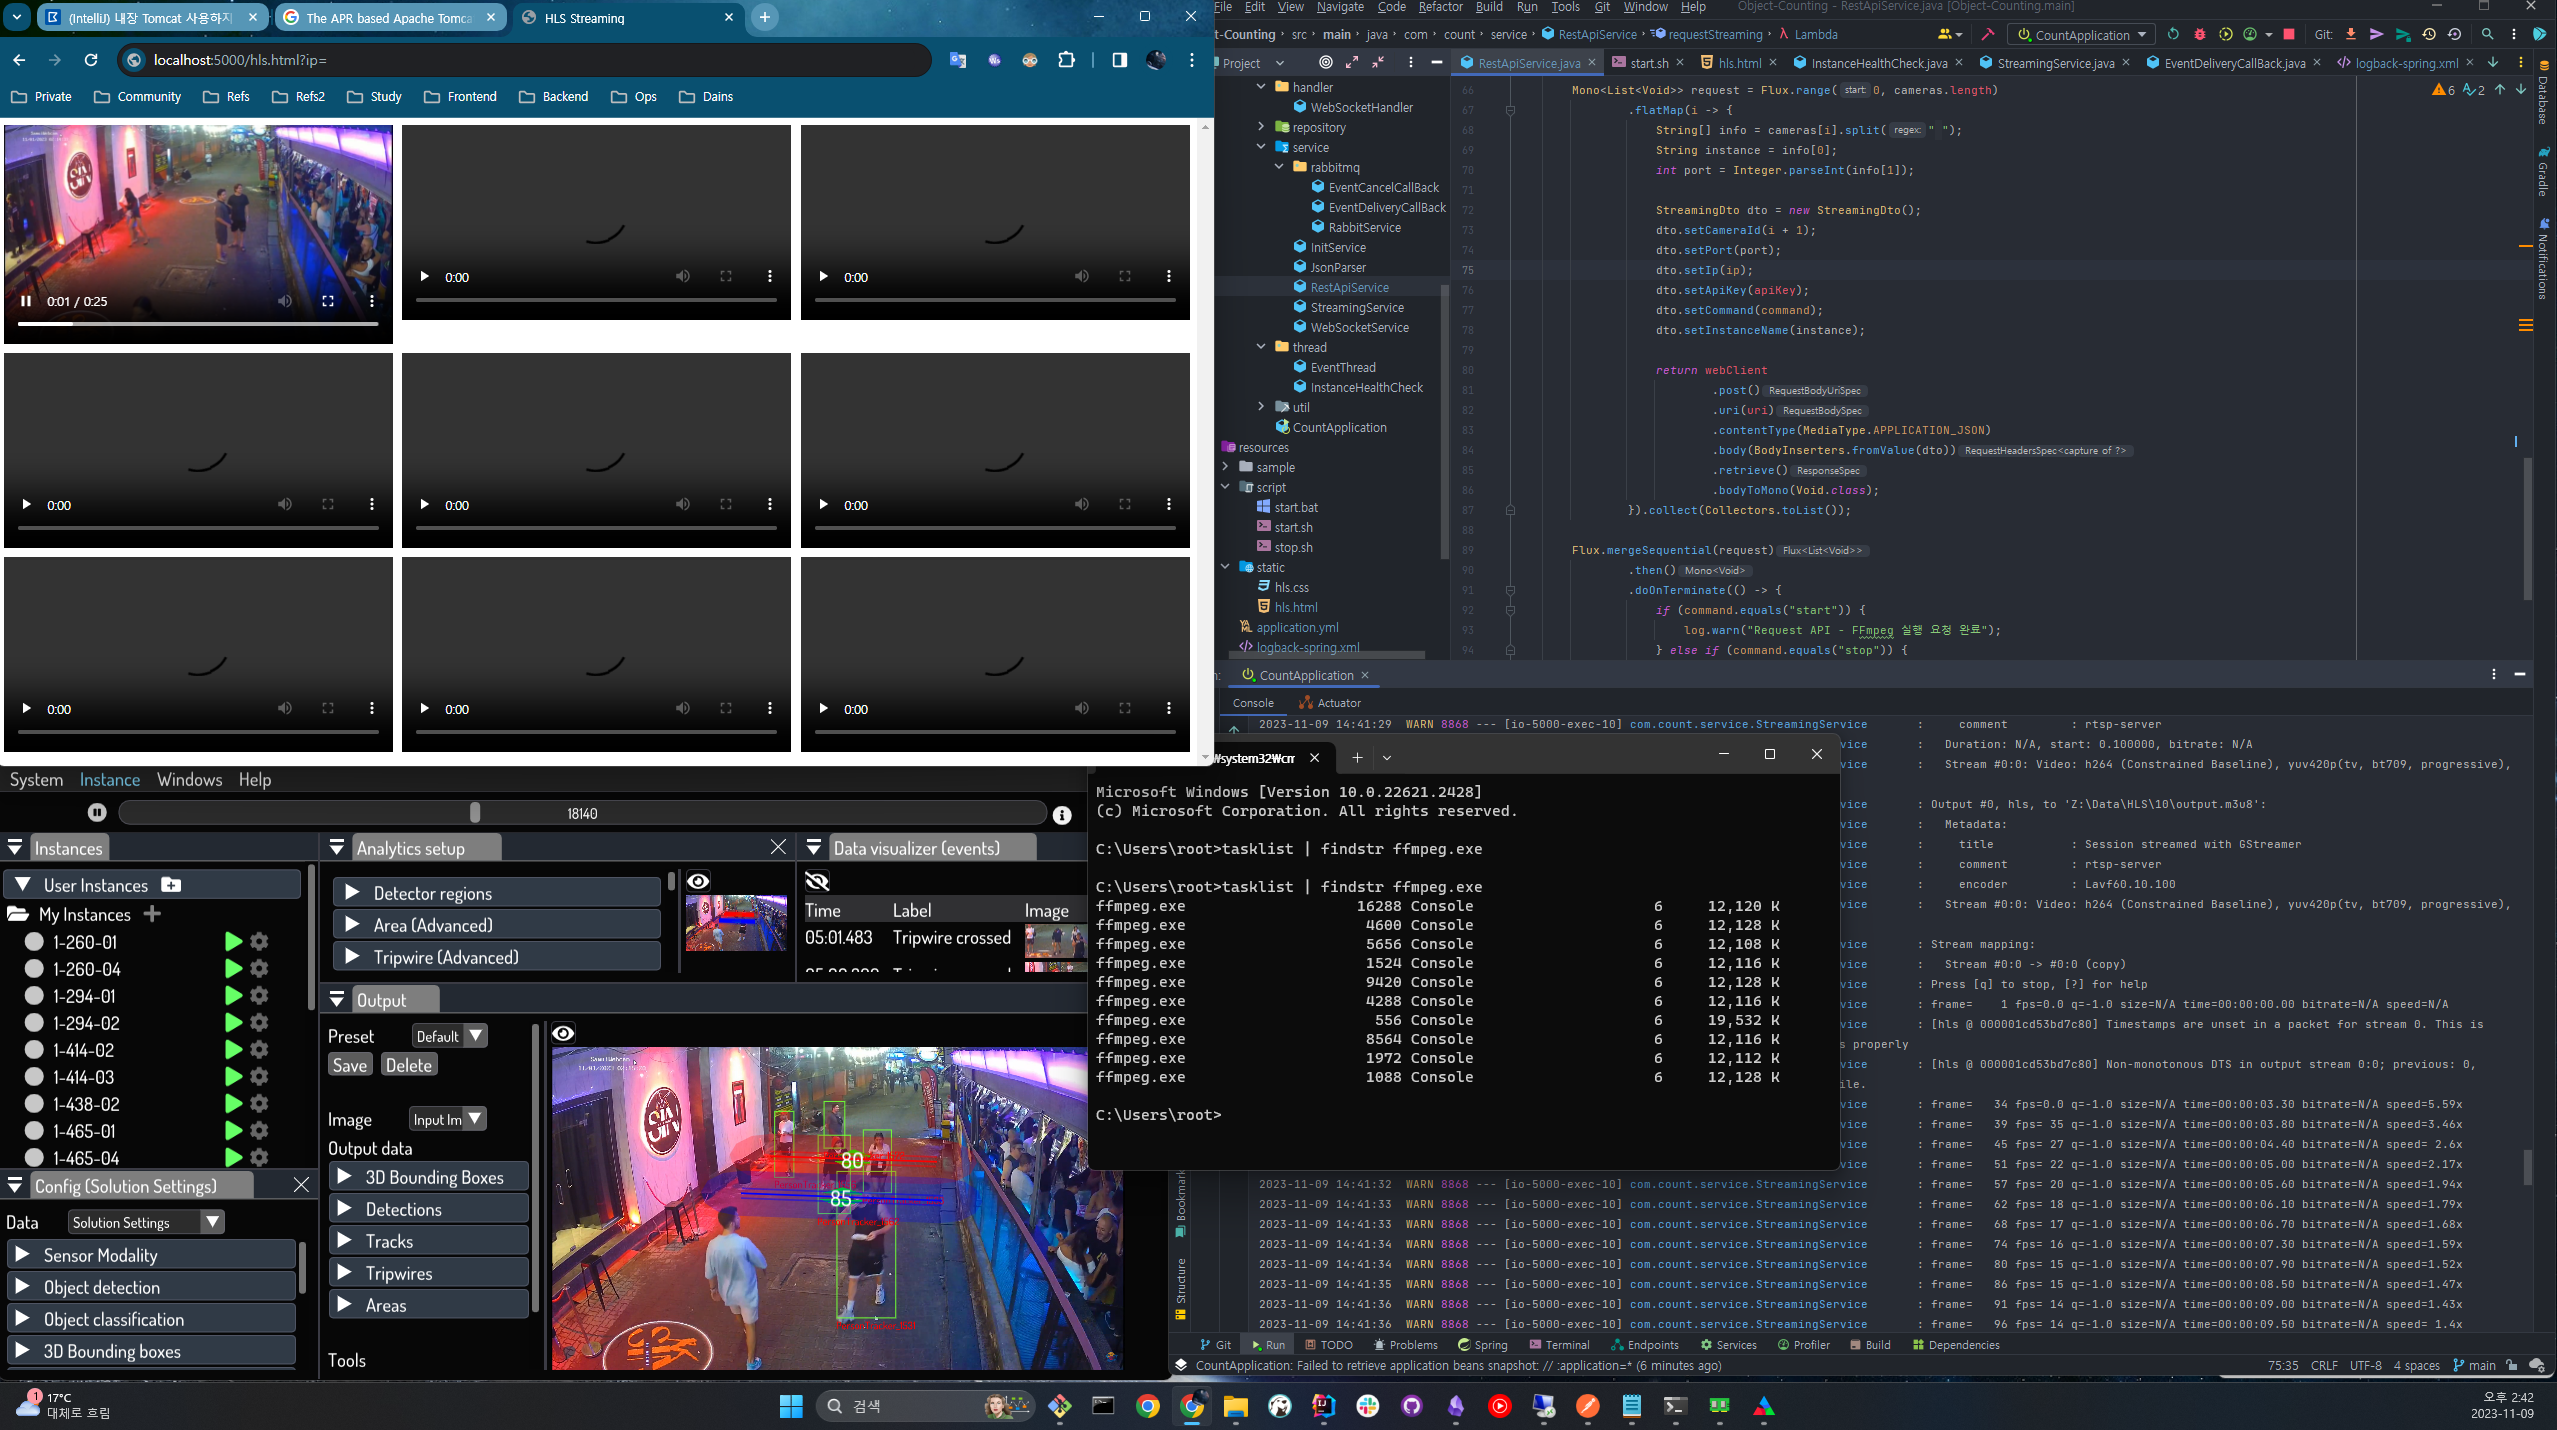 (IntelliJ) 내장 Tomcat 사용하지
The APR based Apache Tomca
HLS Streaming
localhost:5000/hls.html?ip=
Private
Community
Refs
Refs2
Study
Frontend
Backend
Ops
Dains
0:01 / 0:25
0:00
0:00
0:00
0:00
0:00
0:00
0:00
0:00
File Edit View Navigate Code Refactor Build Run Tools Git Window Help Object-Counting - RestApiService.java [Object-Counting.main]
t-Counting › src › main › java › com › count › service › RestApiService › requestStreaming › Lambda
CountApplication
Git:
Project
RestApiService.java
start.sh
hls.html
InstanceHealthCheck.java
StreamingService.java
EventDeliveryCallBack.java
logback-spring.xml
handler
WebSocketHandler
repository
service
rabbitmq
EventCancelCallBack
EventDeliveryCallBack
RabbitService
InitService
JsonParser
RestApiService
StreamingService
WebSocketService
thread
EventThread
InstanceHealthCheck
util
CountApplication
resources
sample
script
start.bat
start.sh
stop.sh
static
hls.css
hls.html
application.yml
logback-spring.xml
6 2
66 Mono<List<Void>> request = Flux.range( start: 0, cameras.length)
67 .flatMap(i -> {
68 String[] info = cameras[i].split( regex: " ");
69 String instance = info[0];
70 int port = Integer.parseInt(info[1]);
71
72 StreamingDto dto = new StreamingDto();
73 dto.setCameraId(i + 1);
74 dto.setPort(port);
75 dto.setIp(ip);
76 dto.setApiKey(apiKey);
77 dto.setCommand(command);
78 dto.setInstanceName(instance);
79
80 return webClient
81 .post() RequestBodyUriSpec
82 .uri(uri) RequestBodySpec
83 .contentType(MediaType.APPLICATION_JSON)
84 .body(BodyInserters.fromValue(dto)) RequestHeadersSpec<capture of ?>
85 .retrieve() ResponseSpec
86 .bodyToMono(Void.class);
87 }).collect(Collectors.toList());
88
89 Flux.mergeSequential(request) Flux<List<Void>>
90 .then() Mono<Void>
91 .doOnTerminate(() -> {
92 if (command.equals("start")) {
93 log.warn("Request API - FFmpeg 실행 요청 완료");
94 } else if (command.equals("stop")) {
Database
Gradle
Notifications
CountApplication
Console
Actuator
2023-11-09 14:41:29 WARN 8868 --- [io-5000-exec-10] com.count.service.StreamingService : comment : rtsp-server
vice : Duration: N/A, start: 0.100000, bitrate: N/A
vice : Stream #0:0: Video: h264 (Constrained Baseline), yuv420p(tv, bt709, progressive),
vice : Output #0, hls, to 'Z:\Data\HLS\10\output.m3u8':
vice : Metadata:
vice : title : Session streamed with GStreamer
vice : comment : rtsp-server
vice : encoder : Lavf60.10.100
vice : Stream #0:0: Video: h264 (Constrained Baseline), yuv420p(tv, bt709, progressive),
vice : Stream mapping:
vice : Stream #0:0 -> #0:0 (copy)
vice : Press [q] to stop, [?] for help
vice : frame= 1 fps=0.0 q=-1.0 size=N/A time=00:00:00.00 bitrate=N/A speed=N/A
vice : [hls @ 000001cd53bd7c80] Timestamps are unset in a packet for stream 0. This is
s properly
vice : [hls @ 000001cd53bd7c80] Non-monotonous DTS in output stream 0:0; previous: 0,
ile.
vice : frame= 34 fps=0.0 q=-1.0 size=N/A time=00:00:03.30 bitrate=N/A speed=5.59x
vice : frame= 39 fps= 35 q=-1.0 size=N/A time=00:00:03.80 bitrate=N/A speed=3.46x
vice : frame= 45 fps= 27 q=-1.0 size=N/A time=00:00:04.40 bitrate=N/A speed= 2.6x
vice : frame= 51 fps= 22 q=-1.0 size=N/A time=00:00:05.00 bitrate=N/A speed=2.17x
vice : frame= 57 fps= 20 q=-1.0 size=N/A time=00:00:05.60 bitrate=N/A speed=1.94x
2023-11-09 14:41:32 WARN 8868 --- [io-5000-exec-10] com.count.service.StreamingService : frame= 62 fps= 18 q=-1.0 size=N/A time=00:00:06.10 bitrate=N/A speed=1.79x
2023-11-09 14:41:33 WARN 8868 --- [io-5000-exec-10] com.count.service.StreamingService : frame= 68 fps= 17 q=-1.0 size=N/A time=00:00:06.70 bitrate=N/A speed=1.68x
2023-11-09 14:41:34 WARN 8868 --- [io-5000-exec-10] com.count.service.StreamingService : frame= 74 fps= 16 q=-1.0 size=N/A time=00:00:07.30 bitrate=N/A speed=1.59x
2023-11-09 14:41:34 WARN 8868 --- [io-5000-exec-10] com.count.service.StreamingService : frame= 80 fps= 15 q=-1.0 size=N/A time=00:00:07.90 bitrate=N/A speed=1.52x
2023-11-09 14:41:35 WARN 8868 --- [io-5000-exec-10] com.count.service.StreamingService : frame= 86 fps= 15 q=-1.0 size=N/A time=00:00:08.50 bitrate=N/A speed=1.47x
2023-11-09 14:41:36 WARN 8868 --- [io-5000-exec-10] com.count.service.StreamingService : frame= 91 fps= 14 q=-1.0 size=N/A time=00:00:09.00 bitrate=N/A speed=1.43x
2023-11-09 14:41:36 WARN 8868 --- [io-5000-exec-10] com.count.service.StreamingService : frame= 96 fps= 14 q=-1.0 size=N/A time=00:00:09.50 bitrate=N/A speed= 1.4x
Bookmark
Structure
Git Run TODO Problems Spring Terminal Endpoints Services Profiler Build Dependencies
CountApplication: Failed to retrieve application beans snapshot: // :application=* (6 minutes ago)
75:35 CRLF UTF-8 4 spaces main
Wsystem32Wcm
Microsoft Windows [Version 10.0.22621.2428]
(c) Microsoft Corporation. All rights reserved.
C:\Users\root>tasklist | findstr ffmpeg.exe
C:\Users\root>tasklist | findstr ffmpeg.exe
ffmpeg.exe 16288 Console 6 12,120 K
ffmpeg.exe 4600 Console 6 12,128 K
ffmpeg.exe 5656 Console 6 12,108 K
ffmpeg.exe 1524 Console 6 12,116 K
ffmpeg.exe 9420 Console 6 12,128 K
ffmpeg.exe 4288 Console 6 12,116 K
ffmpeg.exe 556 Console 6 19,532 K
ffmpeg.exe 8564 Console 6 12,116 K
ffmpeg.exe 1972 Console 6 12,112 K
ffmpeg.exe 1088 Console 6 12,128 K
C:\Users\root>
System Instance Windows Help
18140
Instances
User Instances
My Instances
1-260-01
1-260-04
1-294-01
1-294-02
1-414-02
1-414-03
1-438-02
1-465-01
1-465-04
Config (Solution Settings)
Data Solution Settings
Sensor Modality
Object detection
Object classification
3D Bounding boxes
Analytics setup
Detector regions
Area (Advanced)
Tripwire (Advanced)
Data visualizer (events)
Time Label Image
05:01.483 Tripwire crossed
Output
Preset Default
Save Delete
Image Input Im
Output data
3D Bounding Boxes
Detections
Tracks
Tripwires
Areas
Tools
80
85
1
17°C
대체로 흐림
검색
오후 2:42
2023-11-09